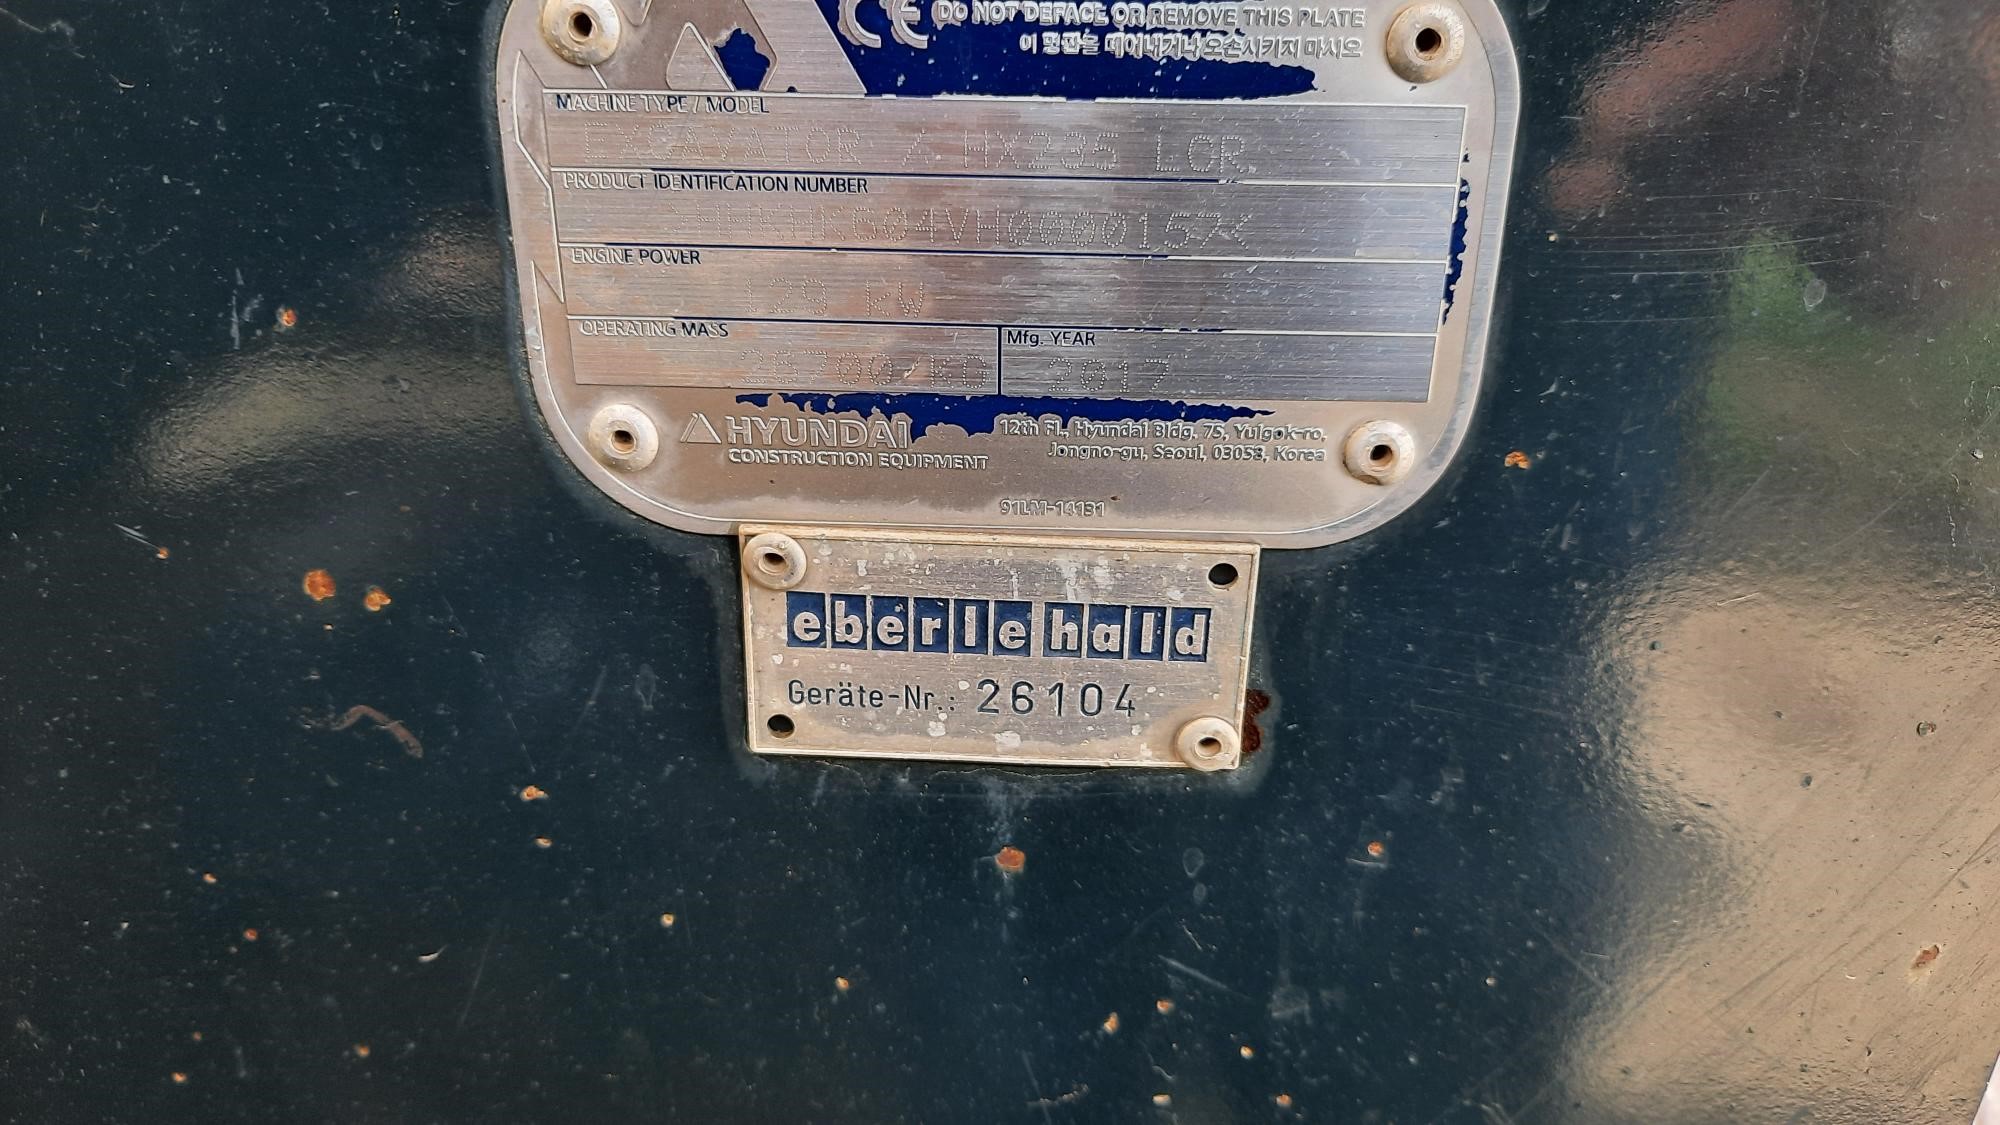 CE DO NOT DEFACE OR REMOVE THIS PLATE
이 명판을 떼어내거나 오손시키지 마시오
MACHINE TYPE / MODEL
EXCAVATOR / HX235 LCR
PRODUCT IDENTIFICATION NUMBER
ENGINE POWER
kW
OPERATING MASS
Mfg. YEAR
2017
HYUNDAI
CONSTRUCTION EQUIPMENT
12th Fl., Hyundai Bldg, 75, Yulgok-ro,
Jongno-gu, Seoul, 03058, Korea
91LM-14131
eberle hald
Geräte-Nr.: 26104